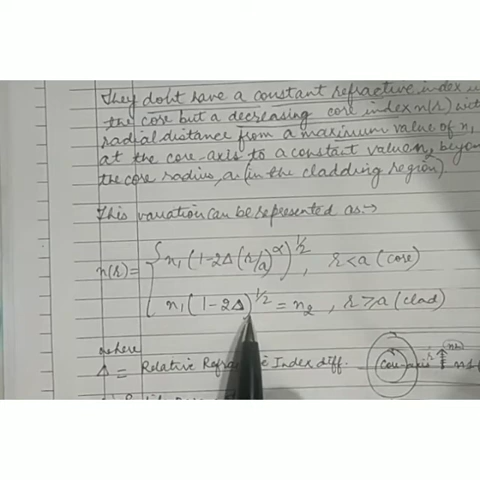 They dont have a constant refractive index
the core but a decreasing core index n(r) with
radial distance from a maximum value of n1
at the core-axis to a constant value n2 beyon
the core radius, a (in the cladding region).
This variation can be represented as:→
n(r) = { n1 (1-2Δ(r/a)^α)^1/2 , r < a (core)
n1 (1-2Δ)^1/2 = n2 , r ≥ a (clad)
where
Δ = Relative Index diff.
core-axis